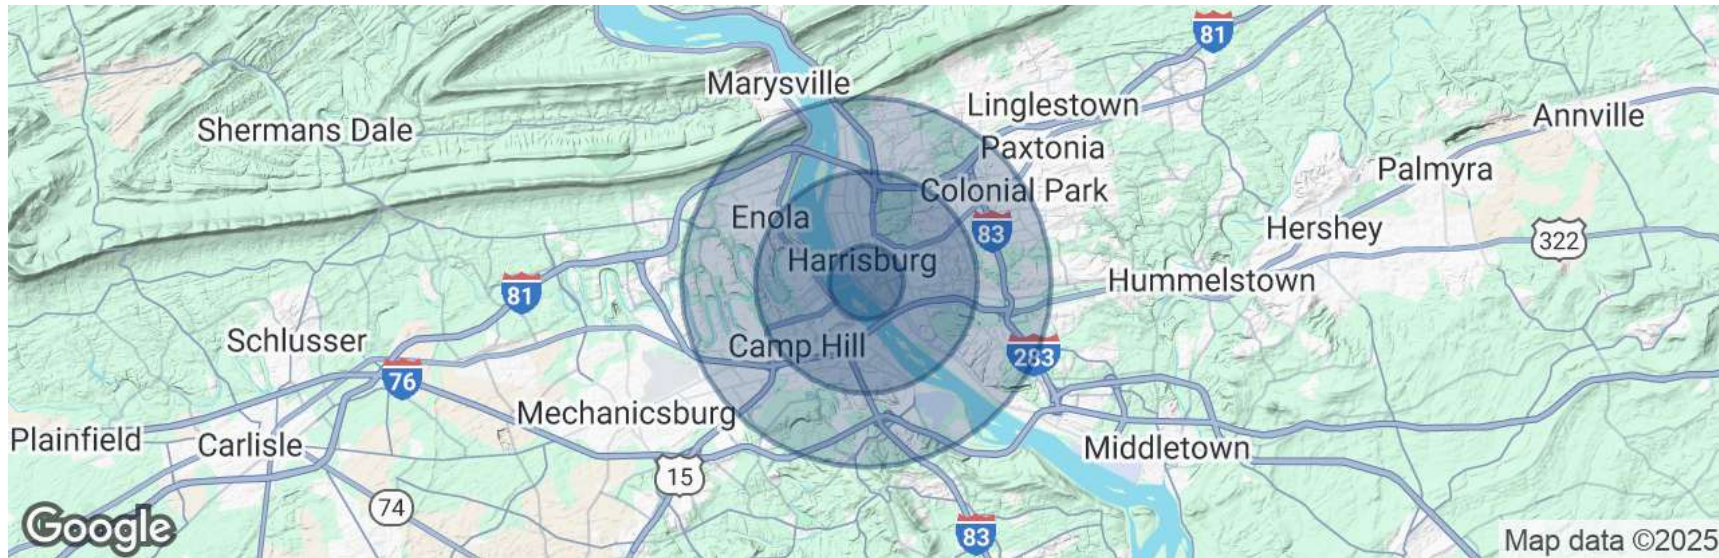 81
Marysville
Linglestown
Annville
Shermans Dale
Paxtonia
Palmyra
Colonial Park
Enola
83
Hershey
322
Harrisburg
Hummelstown
81
Schlusser
Camp Hill
283
76
Mechanicsburg
Plainfield
Carlisle
Middletown
15
74
Google
83
Map data ©2025